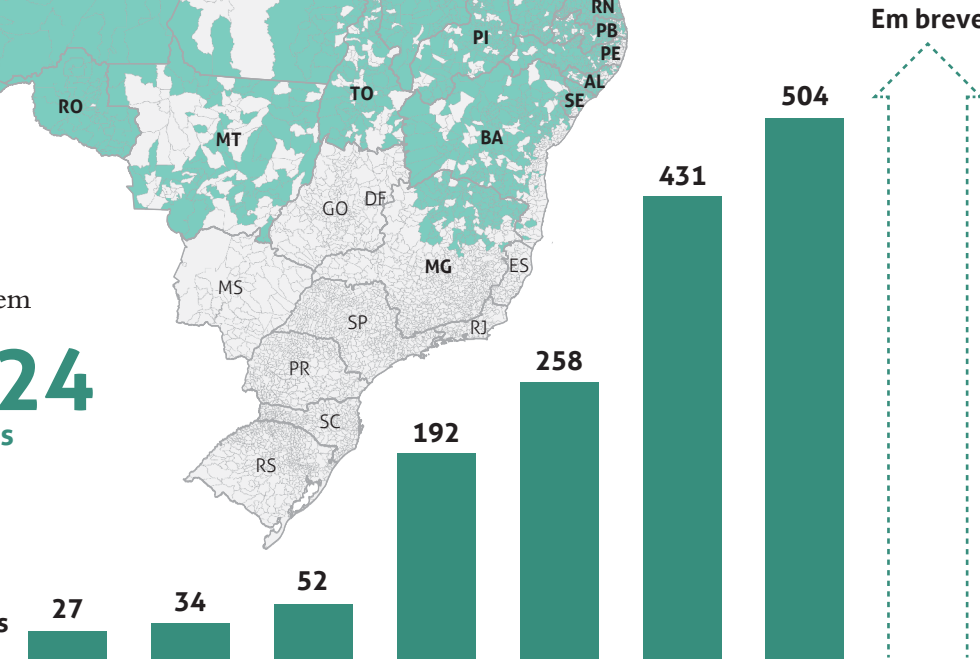 RN
Em breve
PB
PI
PE
AL
TO
SE
504
RO
BA
MT
431
DF
GO
MG
ES
MS
em
SP
RJ
24
258
PR
s
SC
192
RS
52
34
27
s